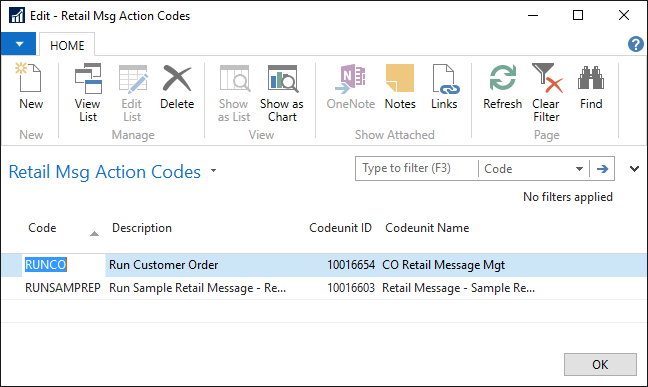 Edit - Retail Msg Action Codes
HOME
New View List Edit List Delete Show as List Show as Chart OneNote Notes Links Refresh Clear Filter Find
New Manage View Show Attached Page
Retail Msg Action Codes Type to filter (F3) Code
No filters applied
Code Description Codeunit ID Codeunit Name
RUNCO Run Customer Order 10016654 CO Retail Message Mgt
RUNSAMPREP Run Sample Retail Message - Re... 10016603 Retail Message - Sample Re...
OK